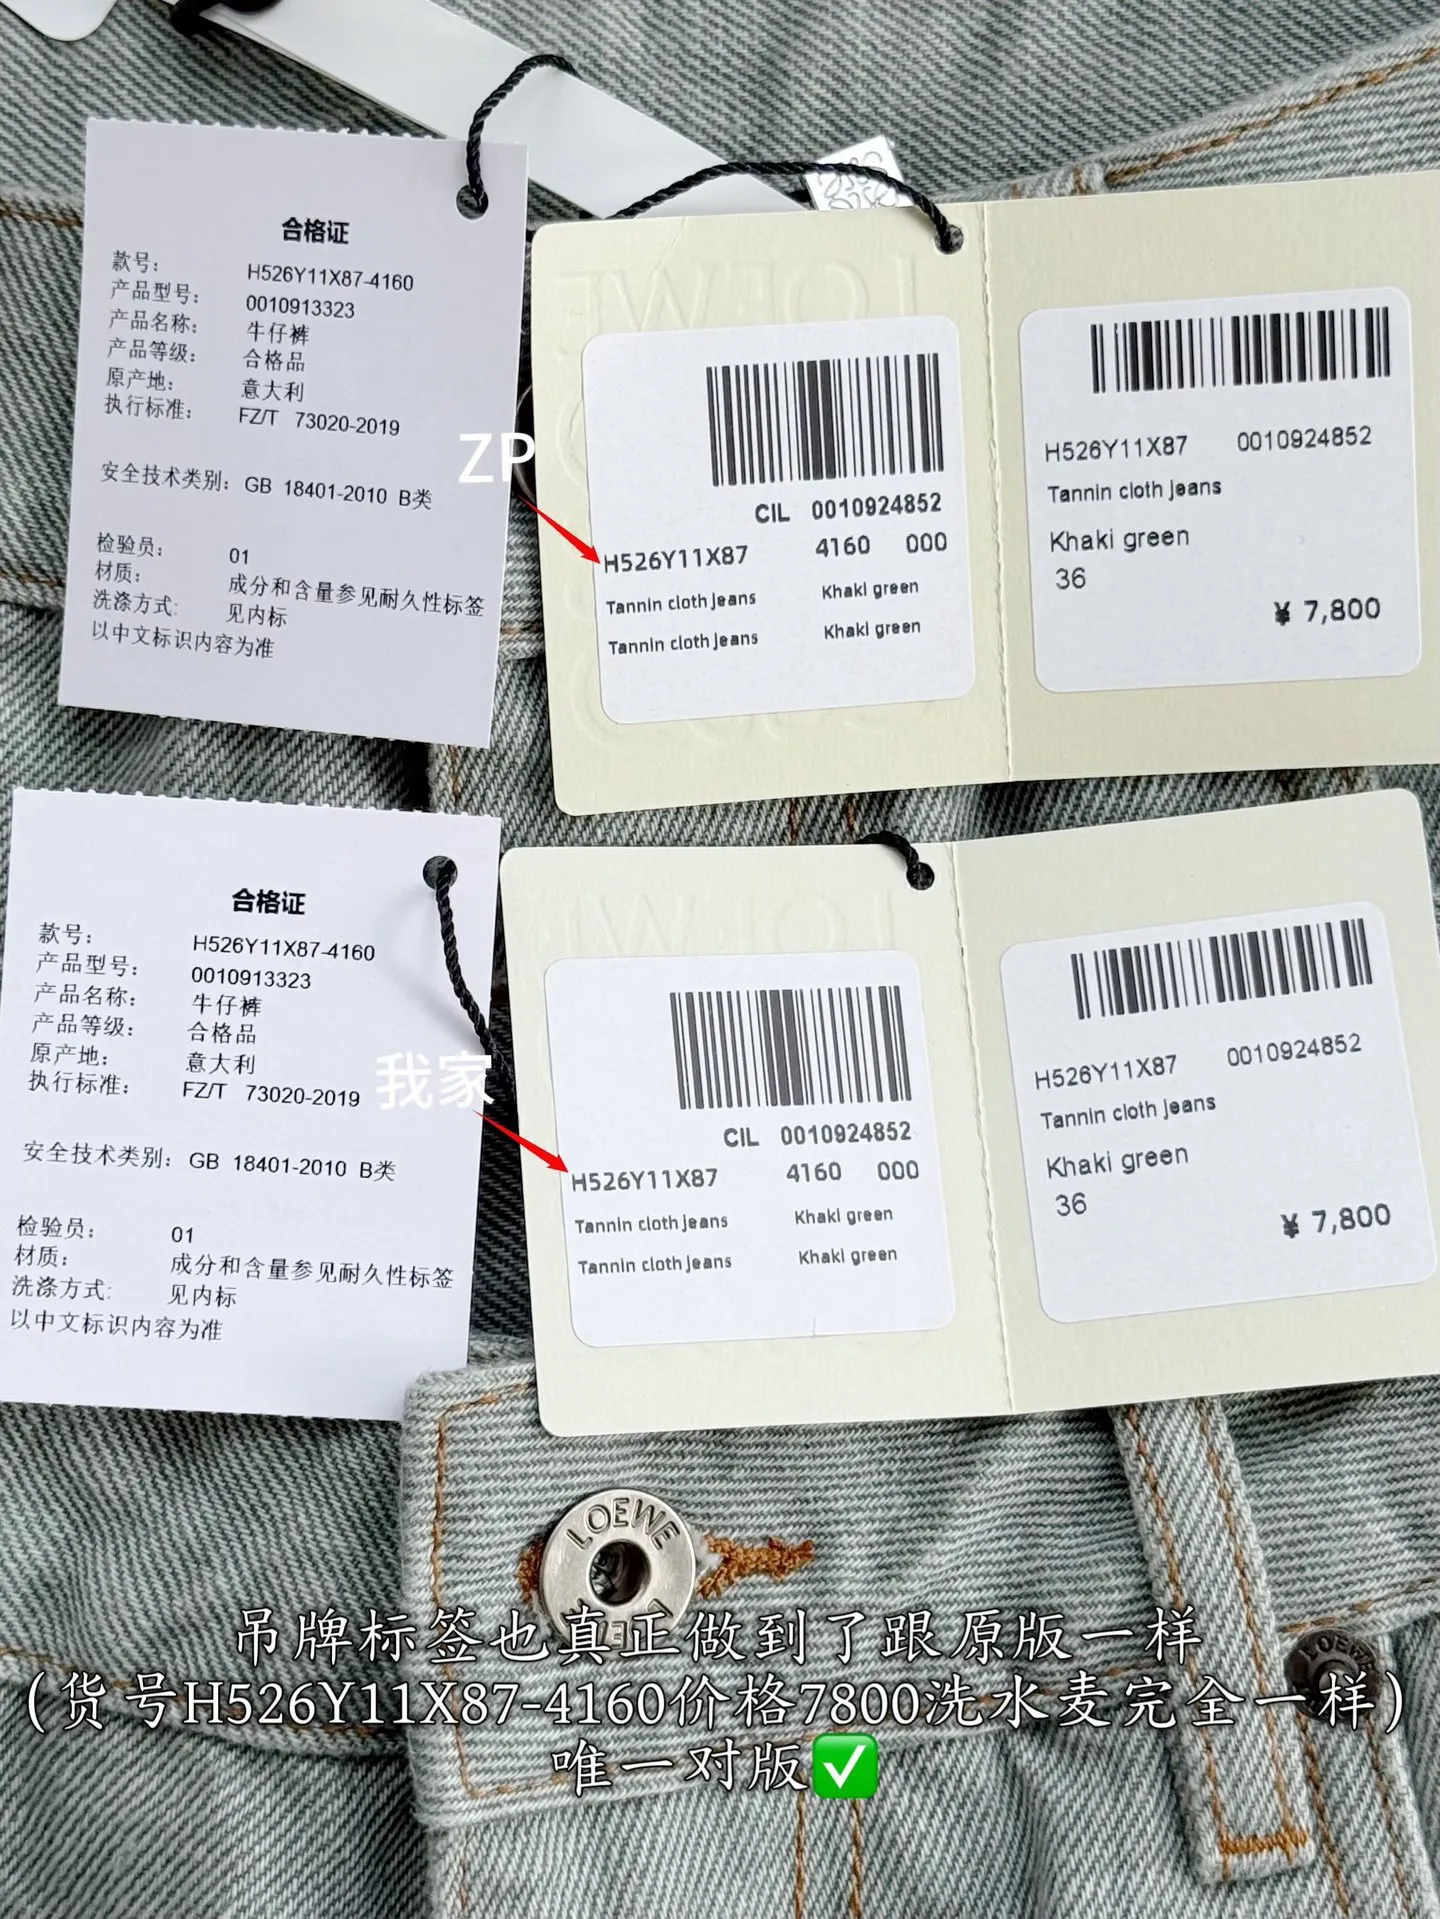 合格证
款号： H526Y11X87-4160
产品型号： 0010913323
产品名称： 牛仔裤
产品等级： 合格品
原产地： 意大利
执行标准： FZ/T 73020-2019
安全技术类别： GB 18401-2010 B类
检验员： 01
材质： 成分和含量参见耐久性标签
洗涤方式: 见内标
以中文标识内容为准
ZP
LOEWE
CIL 0010924852
H526Y11X87 4160 000
Tannin cloth jeans Khaki green
Tannin cloth jeans Khaki green
H526Y11X87 0010924852
Tannin cloth jeans
Khaki green
36
¥ 7,800
合格证
款号： H526Y11X87-4160
产品型号： 0010913323
产品名称： 牛仔裤
产品等级： 合格品
原产地： 意大利
执行标准： FZ/T 73020-2019
安全技术类别： GB 18401-2010 B类
检验员： 01
材质： 成分和含量参见耐久性标签
洗涤方式: 见内标
以中文标识内容为准
我家
CIL 0010924852
H526Y11X87 4160 000
Tannin cloth jeans Khaki green
Tannin cloth jeans Khaki green
H526Y11X87 0010924852
Tannin cloth jeans
Khaki green
36
¥ 7,800
LOEWE
LOEWE
吊牌标签也真正做到了跟原版一样
(货号H526Y11X87-4160价格7800洗水麦完全一样)
唯一对版✅